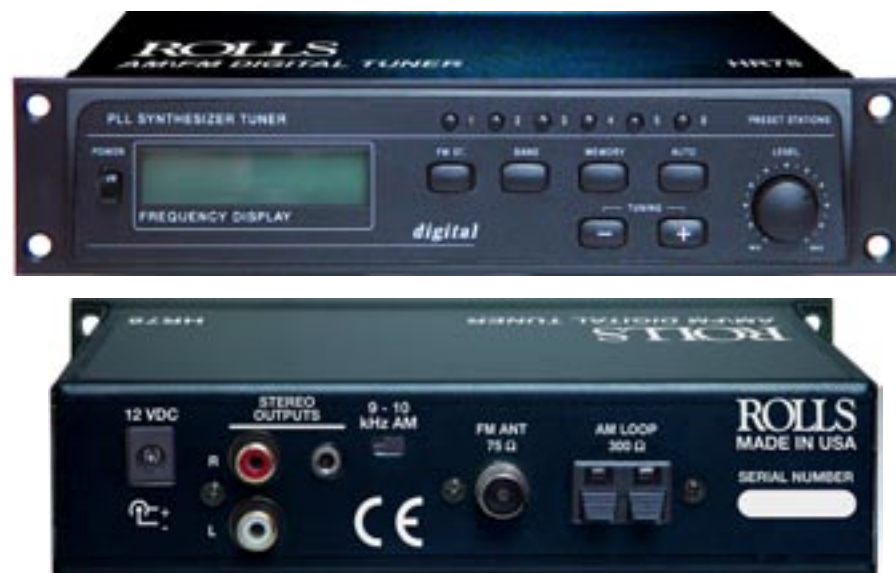 ROLLS
AM\FM DIGITAL TUNER HR78
PLL SYNTHESIZER TUNER 1 2 3 4 5 6 PRESET STATIONS
POWER FM ST. BAND MEMORY AUTO LEVEL
TUNING
- +
FREQUENCY DISPLAY
digital
MIN MAX
HR78 AM\FM DIGITAL TUNER
ROLLS
12 VDC
STEREO
OUTPUTS
R
L
9 - 10
kHz AM
+
-
CE
FM ANT
75 Ω
AM LOOP
300 Ω
ROLLS
MADE IN USA
SERIAL NUMBER